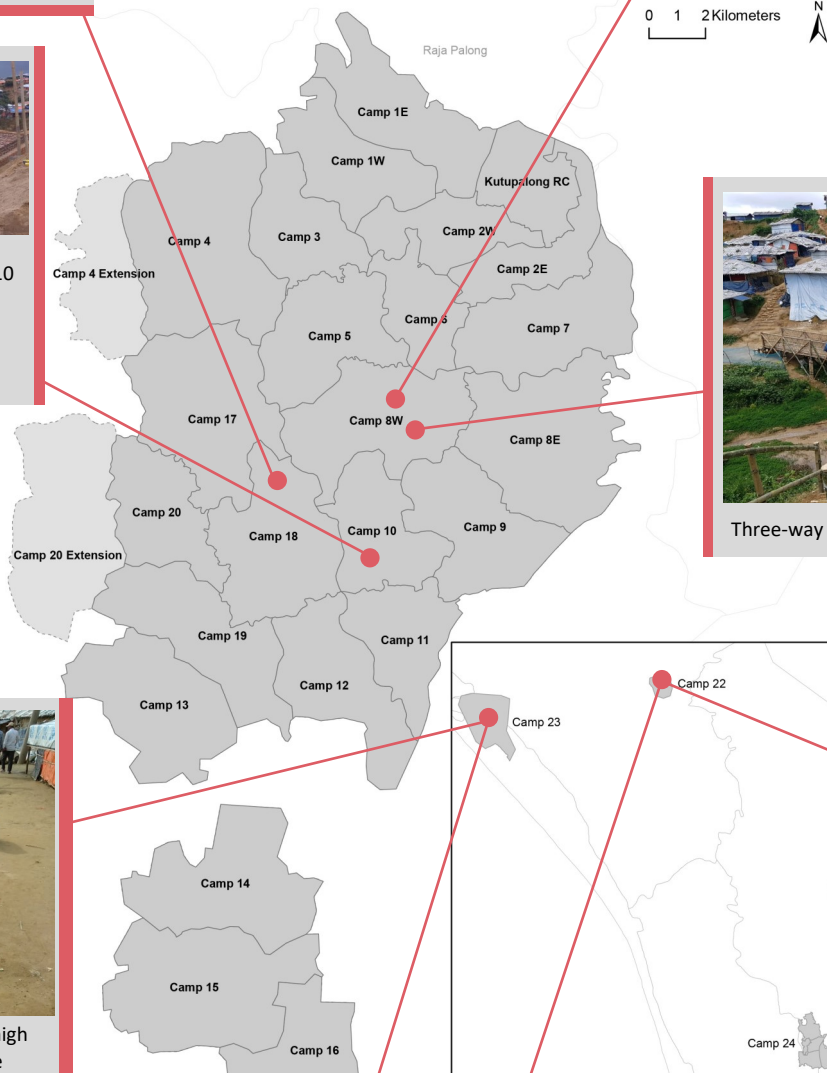 0 1 2 Kilometers
N
Raja Palong
Camp 1E
Camp 1W
Kutupalong RC
Camp 2W
Camp 3
Camp 4
Camp 2E
Camp 4 Extension
Camp 6
Camp 7
Camp 5
Camp 17
Camp 8W
Camp 8E
Camp 20
Camp 9
Camp 10
Camp 18
Three-way
Camp 20 Extension
Camp 19
Camp 11
Camp 12
Camp 22
Camp 13
Camp 23
Camp 14
Camp 15
Camp 16
Camp 24